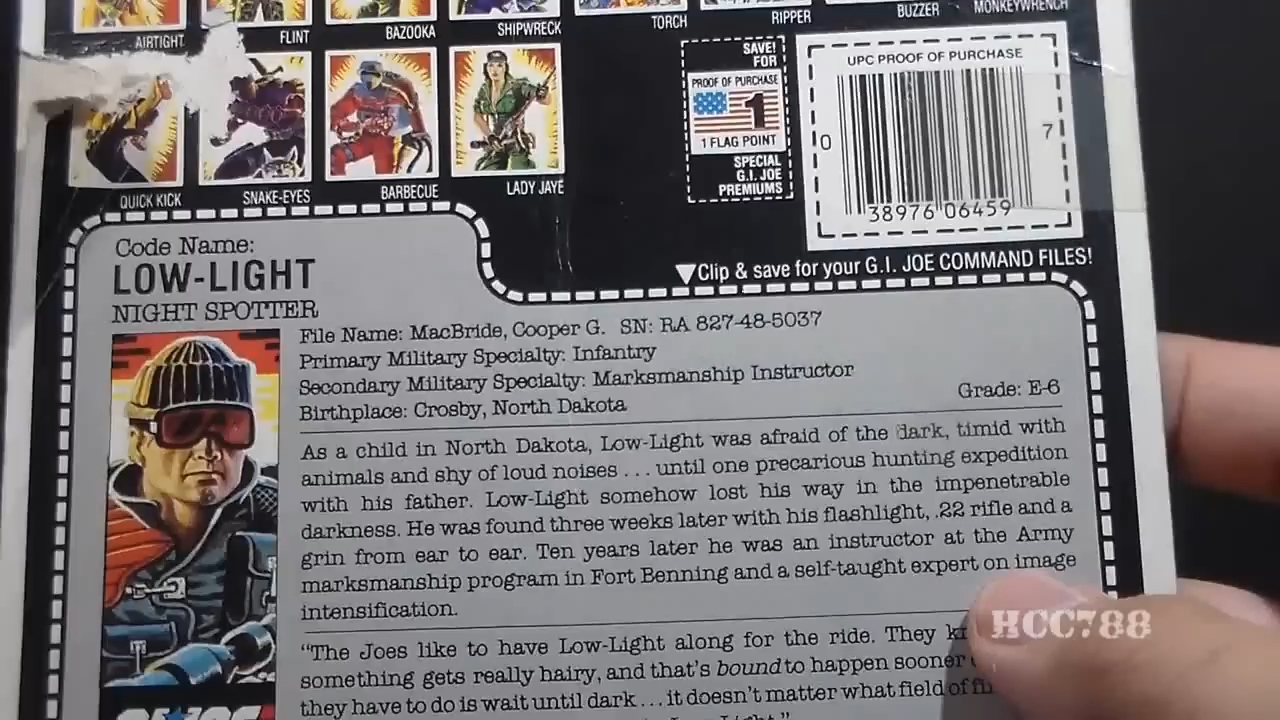 AIRTIGHT FLINT BAZOOKA SHIPWRECK TORCH RIPPER BUZZER MONKEYWRENCH
QUICK KICK SNAKE-EYES BARBECUE LADY JAYE
SAVE!
FOR
PROOF OF PURCHASE
1
1 FLAG POINT
SPECIAL
G.I. JOE
PREMIUMS
UPC PROOF OF PURCHASE
0 7
38976 06459
▼Clip & save for your G.I. JOE COMMAND FILES!
Code Name:
LOW-LIGHT
NIGHT SPOTTER
File Name: MacBride, Cooper G. SN: RA 827-48-5037
Primary Military Specialty: Infantry
Secondary Military Specialty: Marksmanship Instructor
Birthplace: Crosby, North Dakota Grade: E-6
As a child in North Dakota, Low-Light was afraid of the dark, timid with
animals and shy of loud noises ... until one precarious hunting expedition
with his father. Low-Light somehow lost his way in the impenetrable
darkness. He was found three weeks later with his flashlight, .22 rifle and a
grin from ear to ear. Ten years later he was an instructor at the Army
marksmanship program in Fort Benning and a self-taught expert on image
intensification.
"The Joes like to have Low-Light along for the ride. They
something gets really hairy, and that's bound to happen sooner
they have to do is wait until dark ... it doesn't matter what field of
Low-Light."
G.I. JOE
HCC788